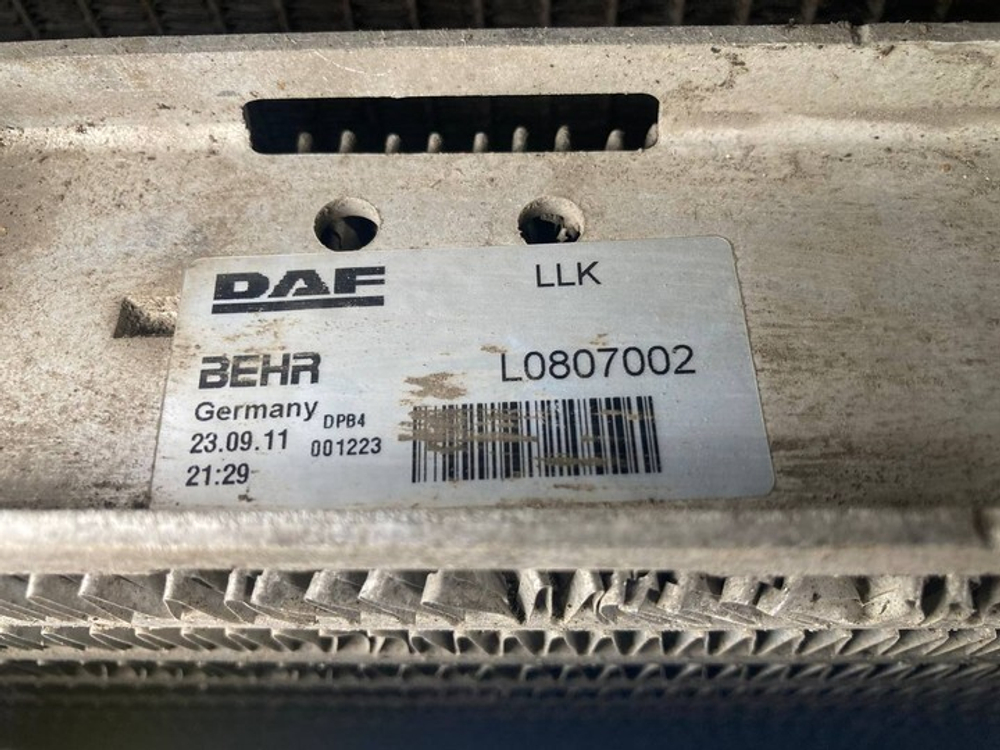 DAF
LLK
BEHR
L0807002
Germany
DPB4
23.09.11
001223
21:29